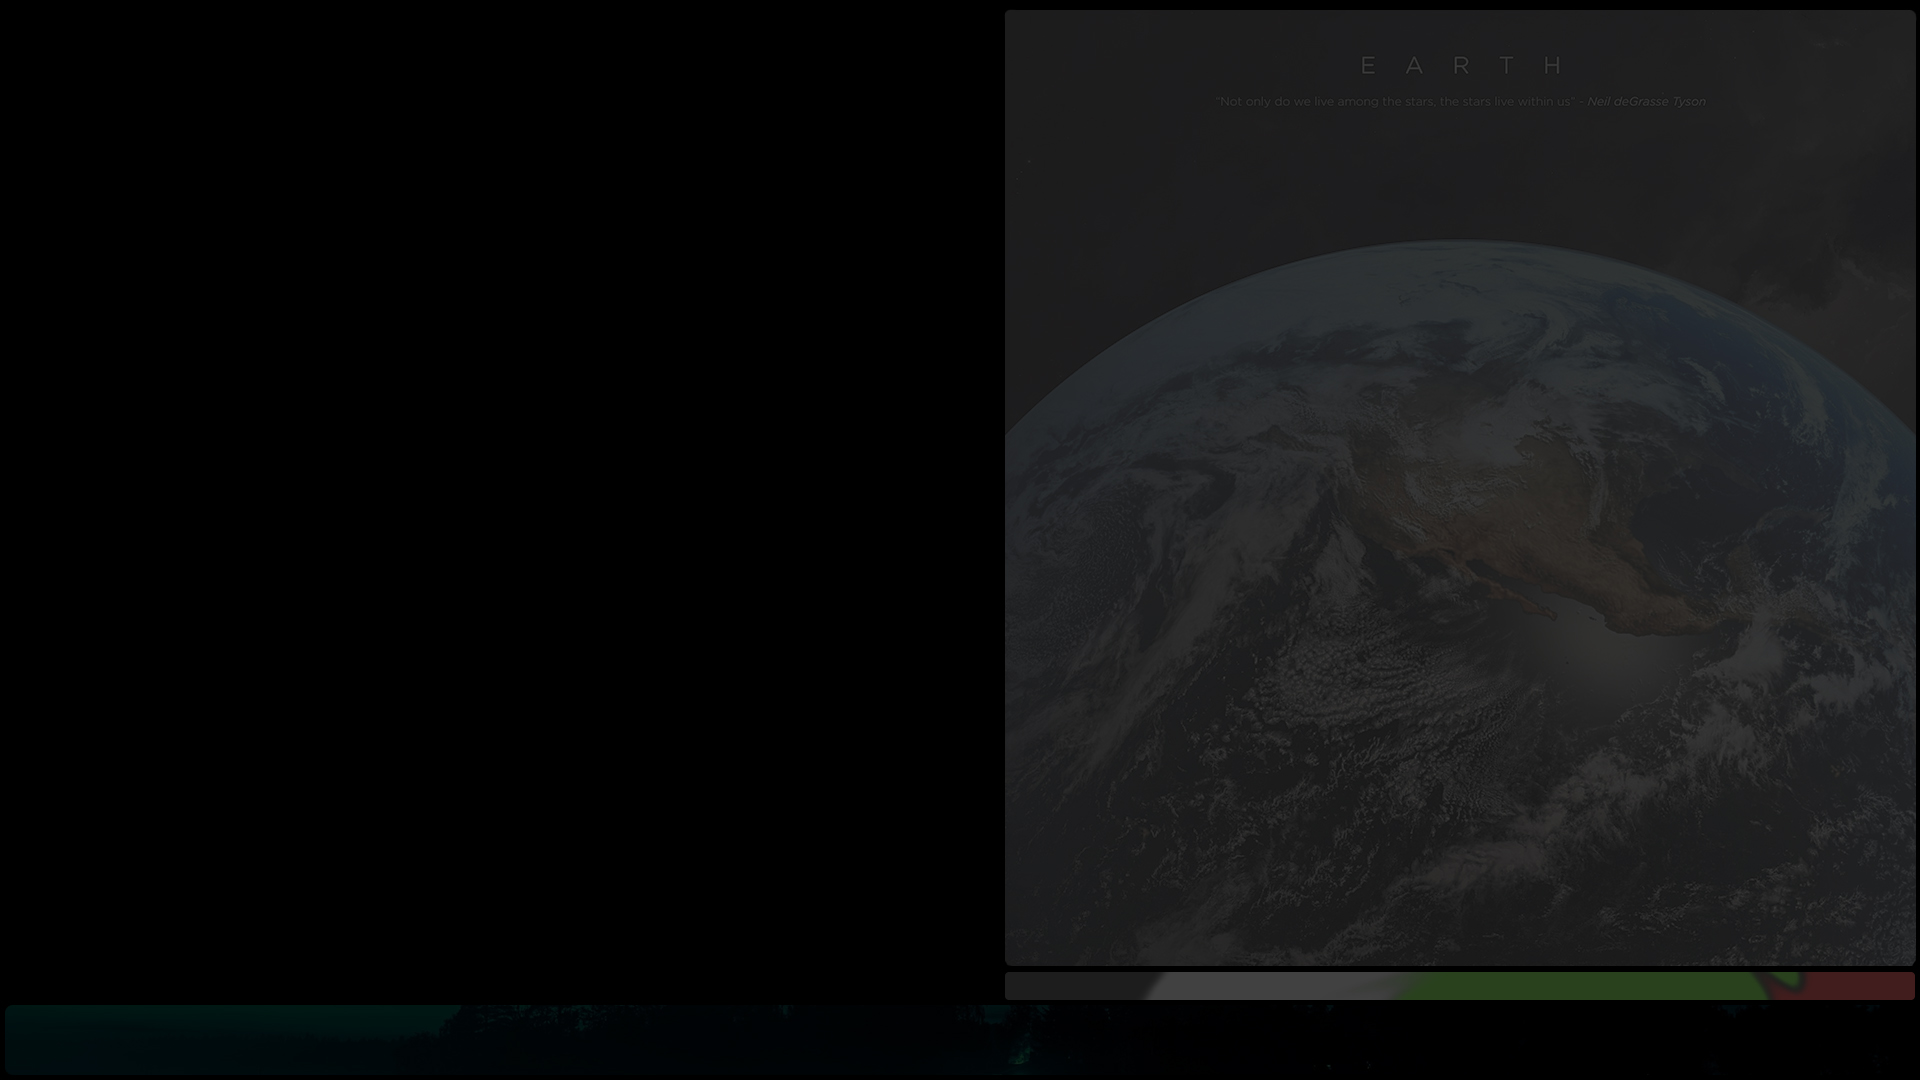 E A R T H
"Not only do we live among the stars, the stars live within us" - Neil deGrasse Tyson